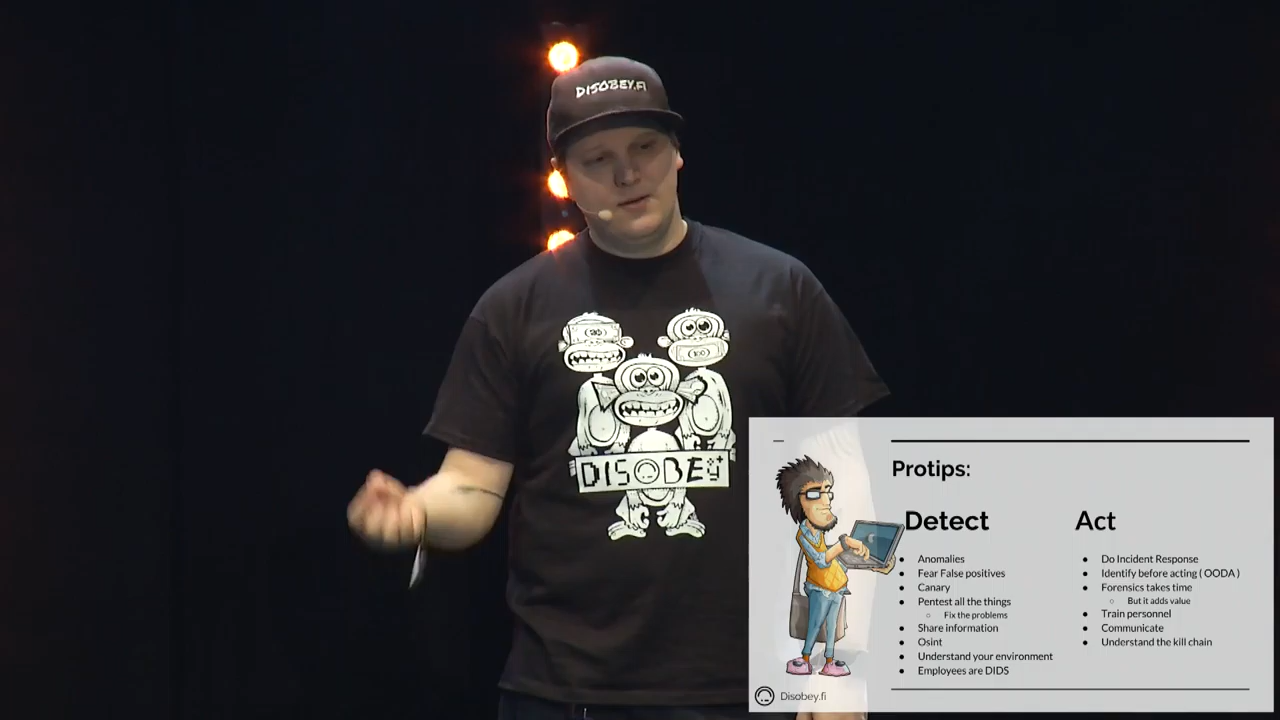 DISOBEY.FI
DISOBEY
Protips:
Detect
Anomalies
Fear False positives
Canary
Pentest all the things
Fix the problems
Share information
Osint
Understand your environment
Employees are DIDS
Act
Do Incident Response
Identify before acting ( OODA )
Forensics takes time
But it adds value
Train personnel
Communicate
Understand the kill chain
Disobey.fi